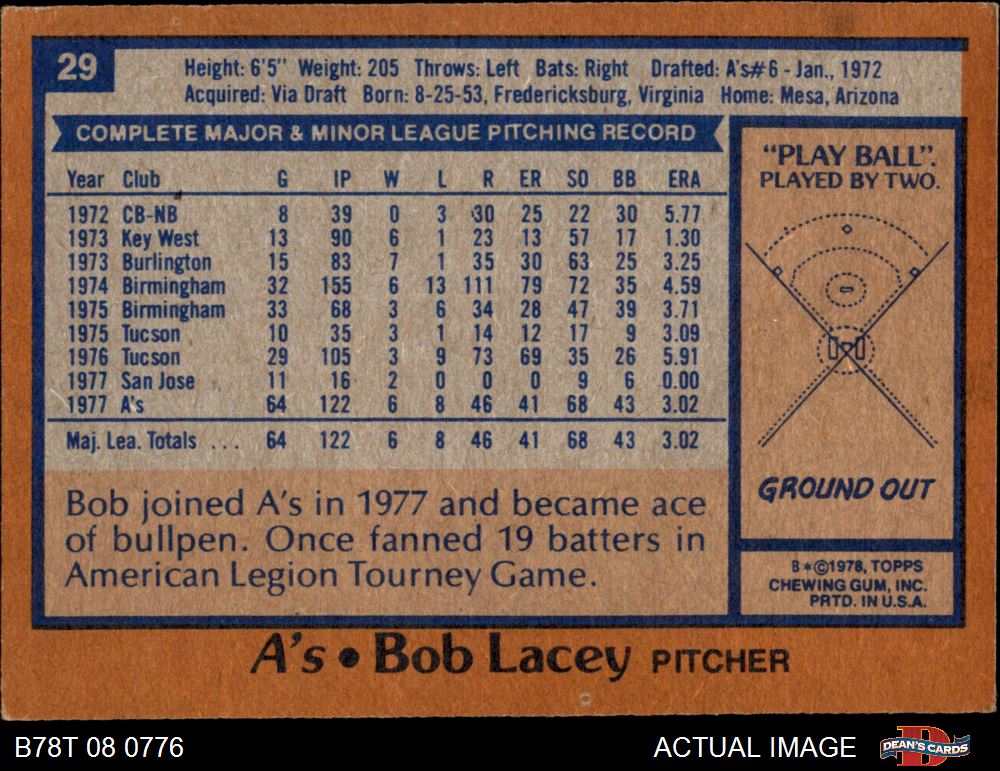 29
Height: 6'5" Weight: 205 Throws: Left Bats: Right Drafted: A's#6 - Jan., 1972
Acquired: Via Draft Born: 8-25-53, Fredericksburg, Virginia Home: Mesa, Arizona
COMPLETE MAJOR & MINOR LEAGUE PITCHING RECORD
Year Club G IP W L R ER SO BB ERA
1972 CB-NB 8 39 0 3 30 25 22 30 5.77
1973 Key West 13 90 6 1 23 13 57 17 1.30
1973 Burlington 15 83 7 1 35 30 63 25 3.25
1974 Birmingham 32 155 6 13 111 79 72 35 4.59
1975 Birmingham 33 68 3 6 34 28 47 39 3.71
1975 Tucson 10 35 3 1 14 12 17 9 3.09
1976 Tucson 29 105 3 9 73 69 35 26 5.91
1977 San Jose 11 16 2 0 0 0 9 6 0.00
1977 A's 64 122 6 8 46 41 68 43 3.02
Maj. Lea. Totals ... 64 122 6 8 46 41 68 43 3.02
Bob joined A's in 1977 and became ace
of bullpen. Once fanned 19 batters in
American Legion Tourney Game.
"PLAY BALL".
PLAYED BY TWO.
GROUND OUT
B*©1978, TOPPS
CHEWING GUM, INC.
PRTD. IN U.S.A.
A's • Bob Lacey PITCHER
B78T 08 0776
ACTUAL IMAGE
DEAN'S CARDS